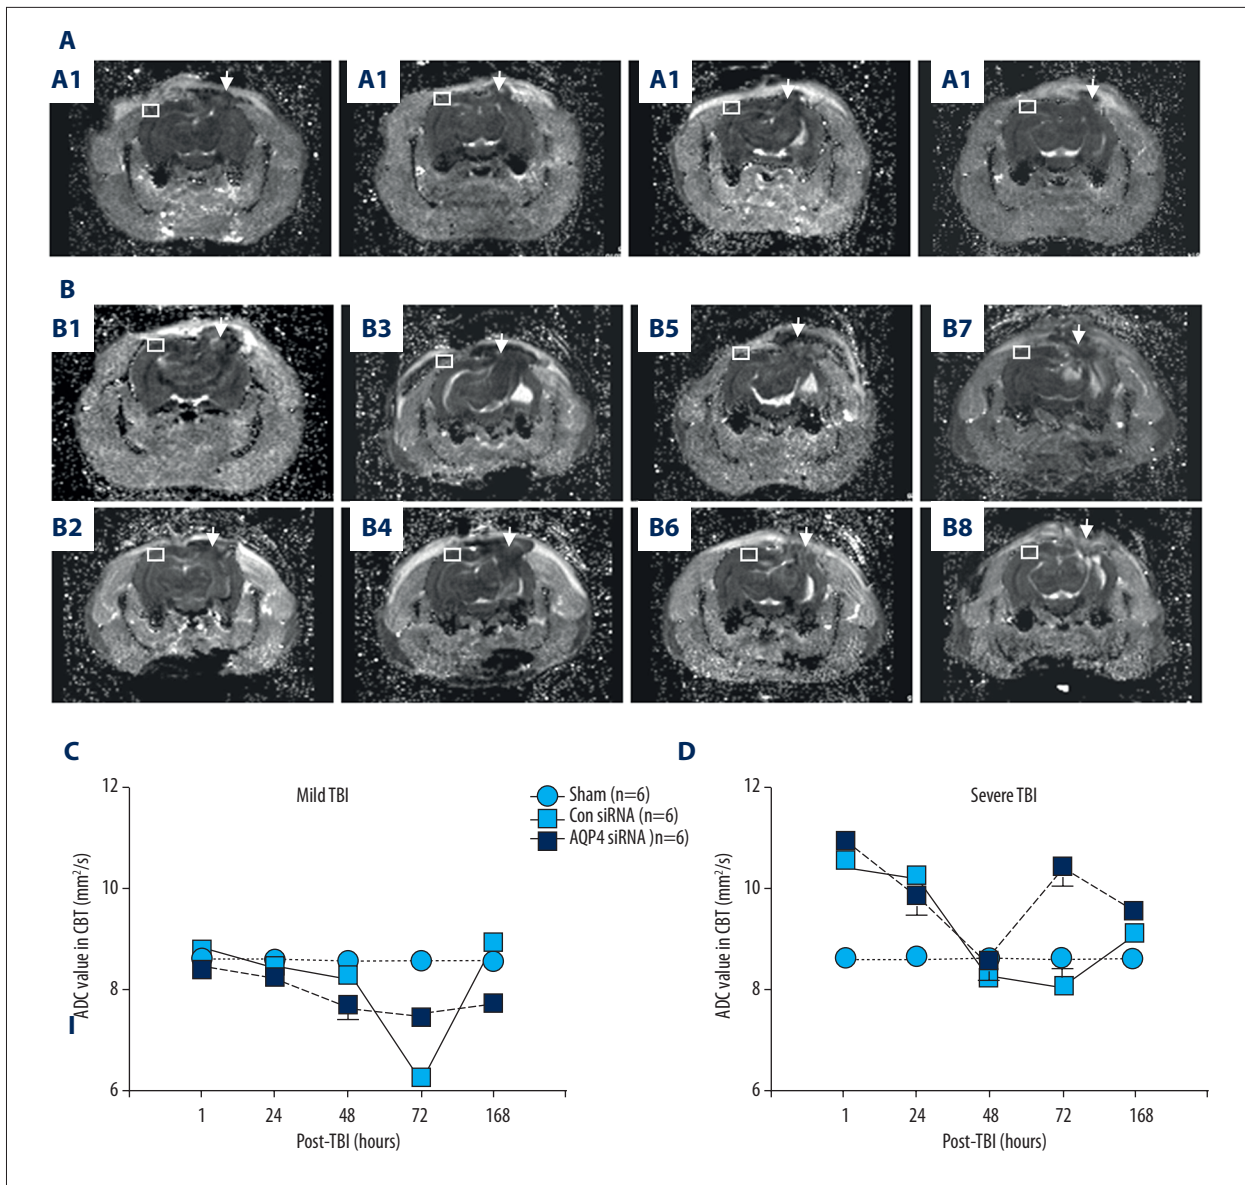 A
A1
A1
A1
A1
B
B1
B3
B5
B7
B2
B4
B6
B8
C
Mild TBI
12
10
8
6
ADC value in CBT (mm²/s)
I
1
24
48
72
168
Post-TBI (hours)
Sham (n=6)
Con siRNA (n=6)
AQP4 siRNA )n=6)
D
Severe TBI
12
10
8
6
ADC value in CBT (mm²/s)
1
24
48
72
168
Post-TBI (hours)